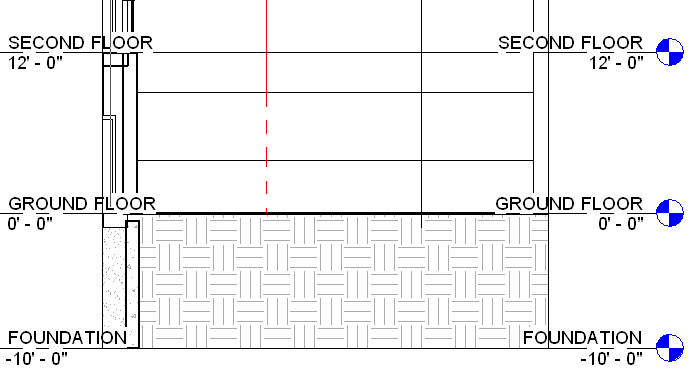 SECOND FLOOR SECOND FLOOR
12' - 0" 12' - 0"
GROUND FLOOR GROUND FLOOR
0' - 0" 0' - 0"
FOUNDATION FOUNDATION
-10' - 0" -10' - 0"